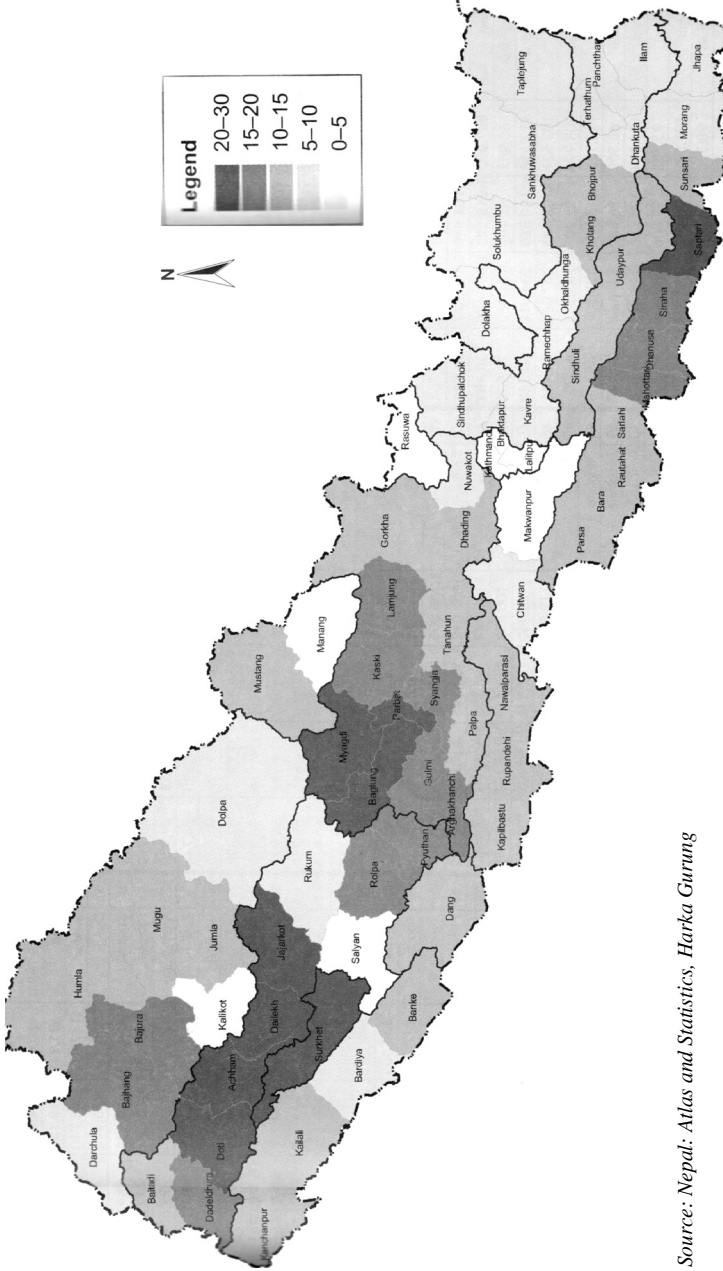 N
Legend
20–30
15–20
10–15
5–10
0–5
Darchula
Humla
Bajhang
Bajura
Mugu
Baitadi
Dadeldhura
Doti
Achham
Kalikot
Jumla
Dolpa
Kanchanpur
Kailali
Dailekh
Jajarkot
Surkhet
Rukum
Bardiya
Salyan
Rolpa
Banke
Dang
Pyuthan
Mustang
Manang
Myagdi
Baglung
Parbat
Kaski
Lamjung
Gorkha
Gulmi
Syangja
Tanahun
Arghakhanchi
Palpa
Kapilbastu
Rupandehi
Nawalparasi
Dhading
Rasuwa
Nuwakot
Sindhupalchok
Kathmandu
Bhaktapur
Lalitpur
Kavre
Chitwan
Makwanpur
Dolakha
Ramechhap
Sindhuli
Parsa
Bara
Rautahat
Sarlahi
Mahottari
Dhanusa
Siraha
Saptari
Solukhumbu
Okhaldhunga
Khotang
Bhojpur
Udaypur
Sankhuwasabha
Taplejung
Terhathum
Panchthar
Dhankuta
Ilam
Sunsari
Morang
Jhapa
Source: Nepal: Atlas and Statistics, Harka Gurung